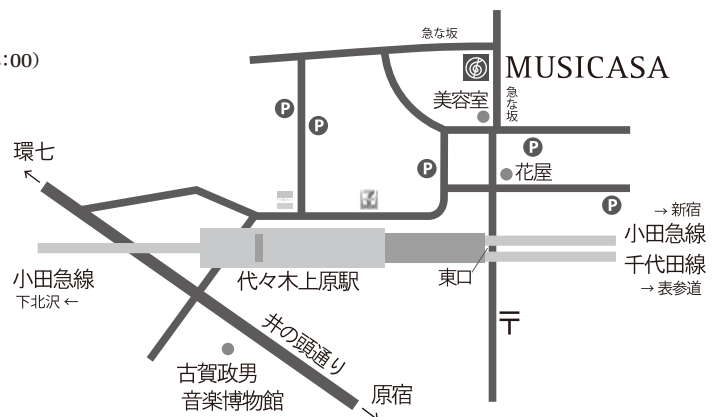 :00)
急な坂
MUSICASA
美容室
急な坂
P
P
環七
P
P
花屋
P
→ 新宿
小田急線
千代田線
→ 表参道
小田急線
下北沢 ←
代々木上原駅
東口
〒
井の頭通り
古賀政男
音楽博物館
原宿